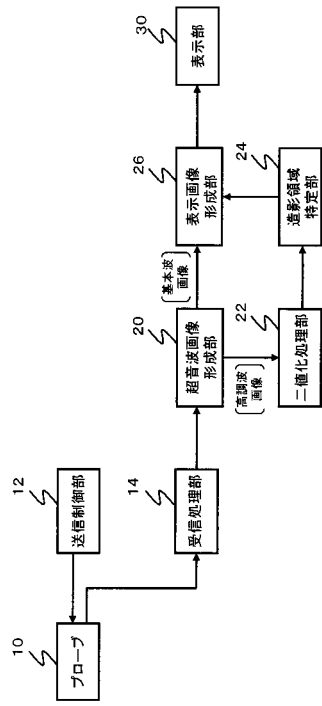 10
プローブ
12
送信制御部
14
受信処理部
20
超音波画像
形成部
〔基本波
画像〕
〔高調波
画像〕
22
二値化処理部
24
造影領域
特定部
26
表示画像
形成部
30
表示部